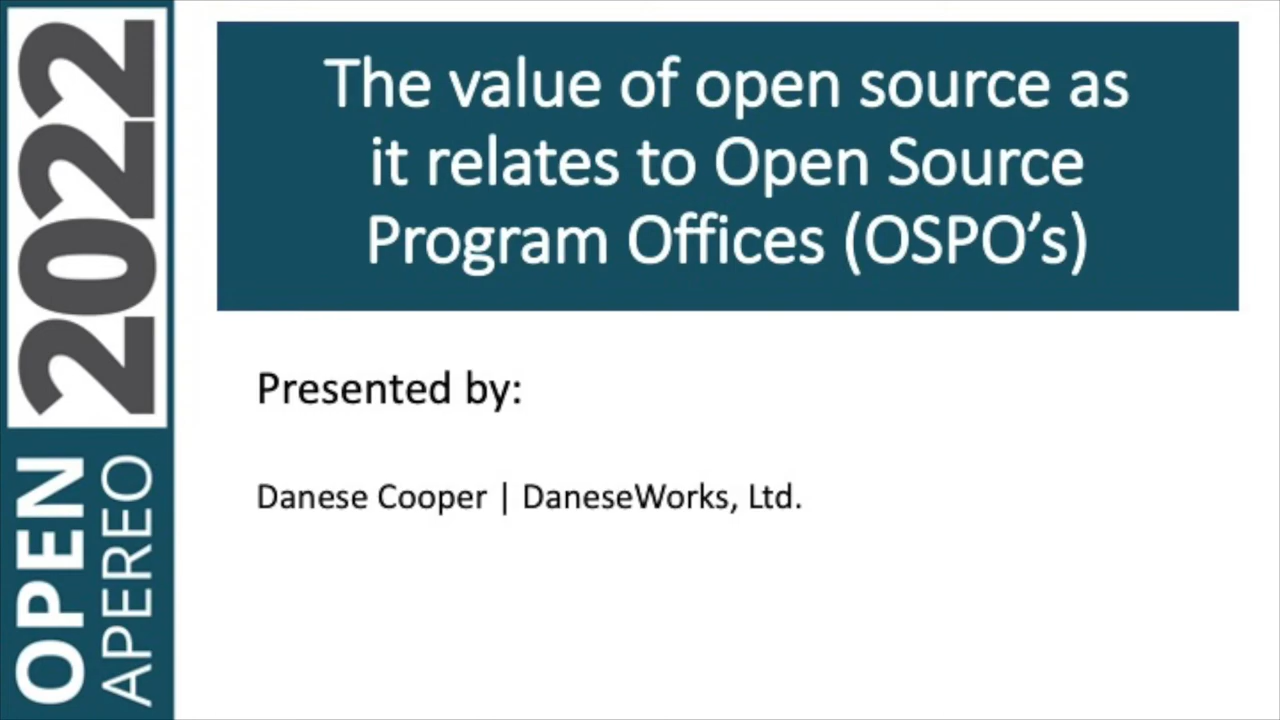 OPEN 2022
APEREO
The value of open source as
it relates to Open Source
Program Offices (OSPO’s)
Presented by:
Danese Cooper | DaneseWorks, Ltd.